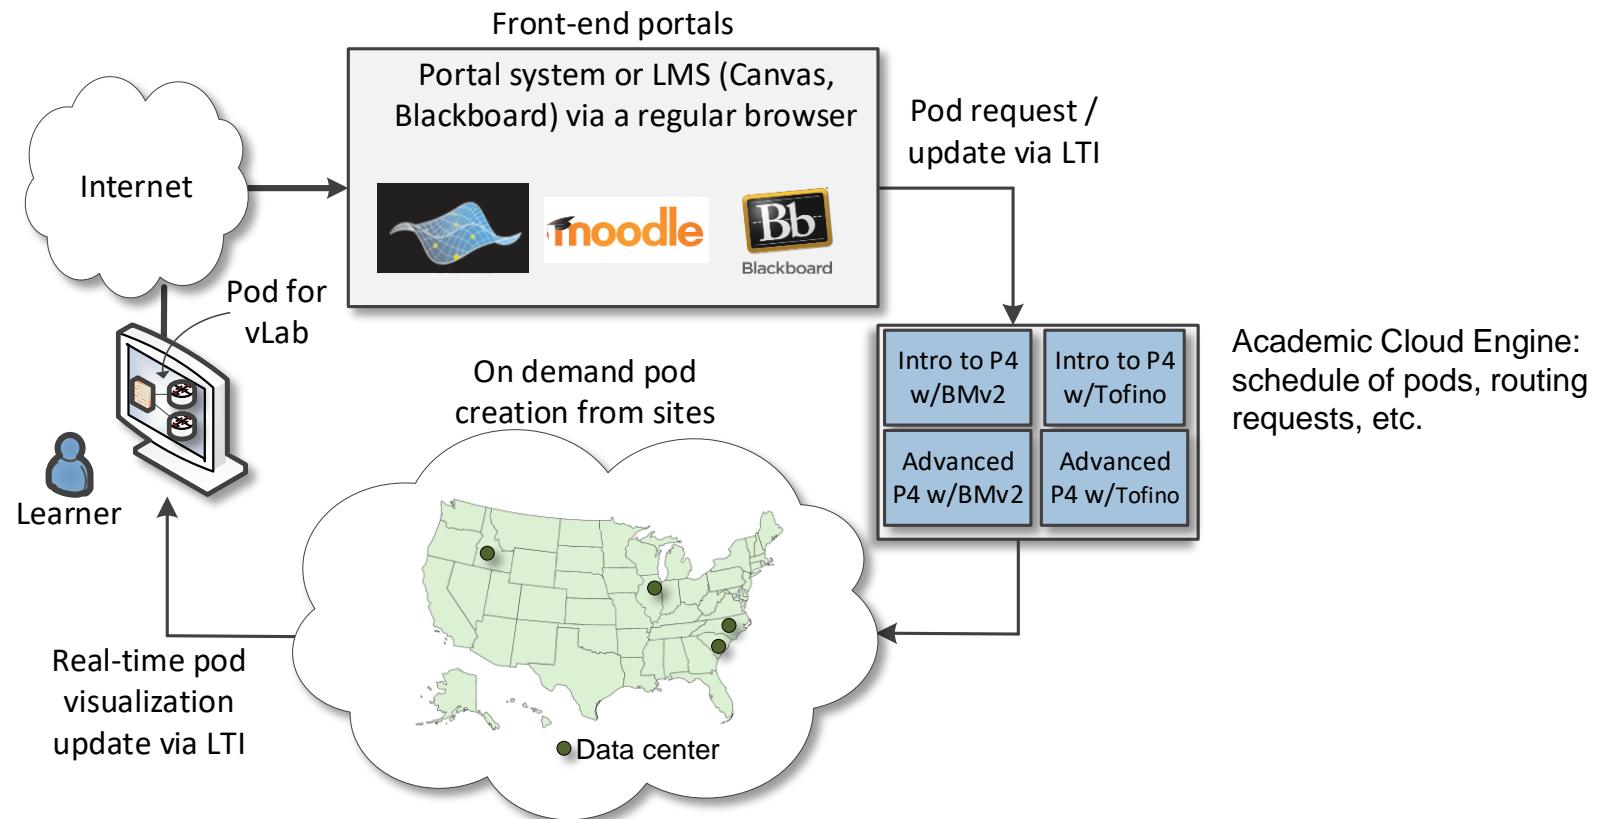 Front-end portals
Portal system or LMS (Canvas,
Blackboard) via a regular browser
moodle
Bb
Blackboard
Internet
Pod request /
update via LTI
Pod for
vLab
Learner
On demand pod
creation from sites
Intro to P4
w/BMv2
Intro to P4
w/Tofino
Advanced
P4 w/BMv2
Advanced
P4 w/Tofino
Academic Cloud Engine:
schedule of pods, routing
requests, etc.
Real-time pod
visualization
update via LTI
Data center